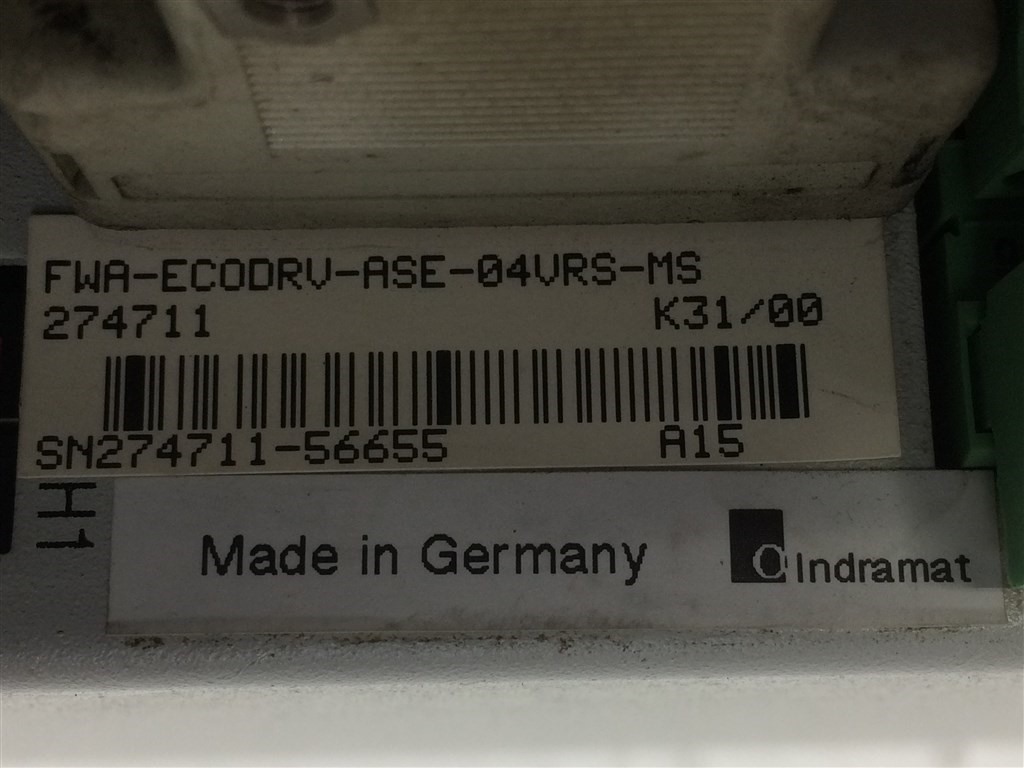 FWA-ECODRV-ASE-04VRS-MS
274711 K31/00
SN274711-56655 A15
H1
Made in Germany Indramat